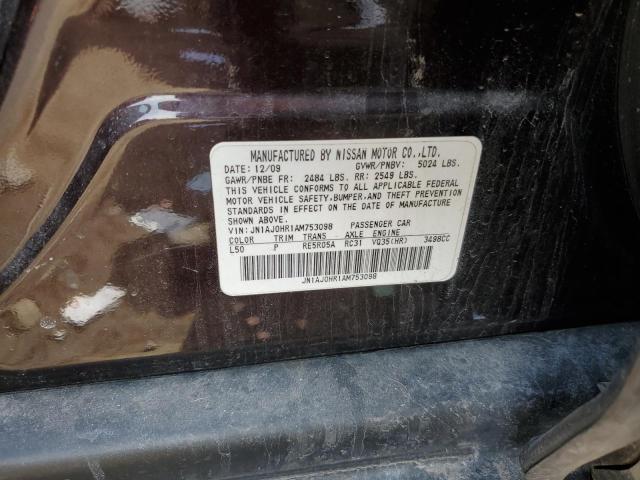 MANUFACTURED BY NISSAN MOTOR CO.,LTD.
DATE: 12/09 GVWR/PNBV: 5024 LBS.
GAWR/PNBE FR: 2484 LBS. RR: 2549 LBS.
THIS VEHICLE CONFORMS TO ALL APPLICABLE FEDERAL
MOTOR VEHICLE SAFETY,BUMPER,AND THEFT PREVENTION
STANDARDS IN EFFECT ON THE DATE OF MANUFACTURE
SHOWN ABOVE.
VIN:JN1AJ0HR1AM753098 PASSENGER CAR
COLOR TRIM TRANS AXLE ENGINE
L50 P RE5R05A RC31 VQ35(HR) 3498CC
JN1AJ0HR1AM753098